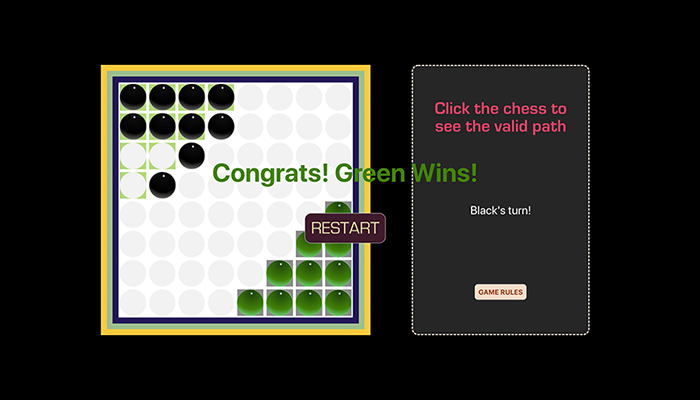 Click the chess to
see the valid path
Congrats! Green Wins!
Black's turn!
RESTART
GAME RULES